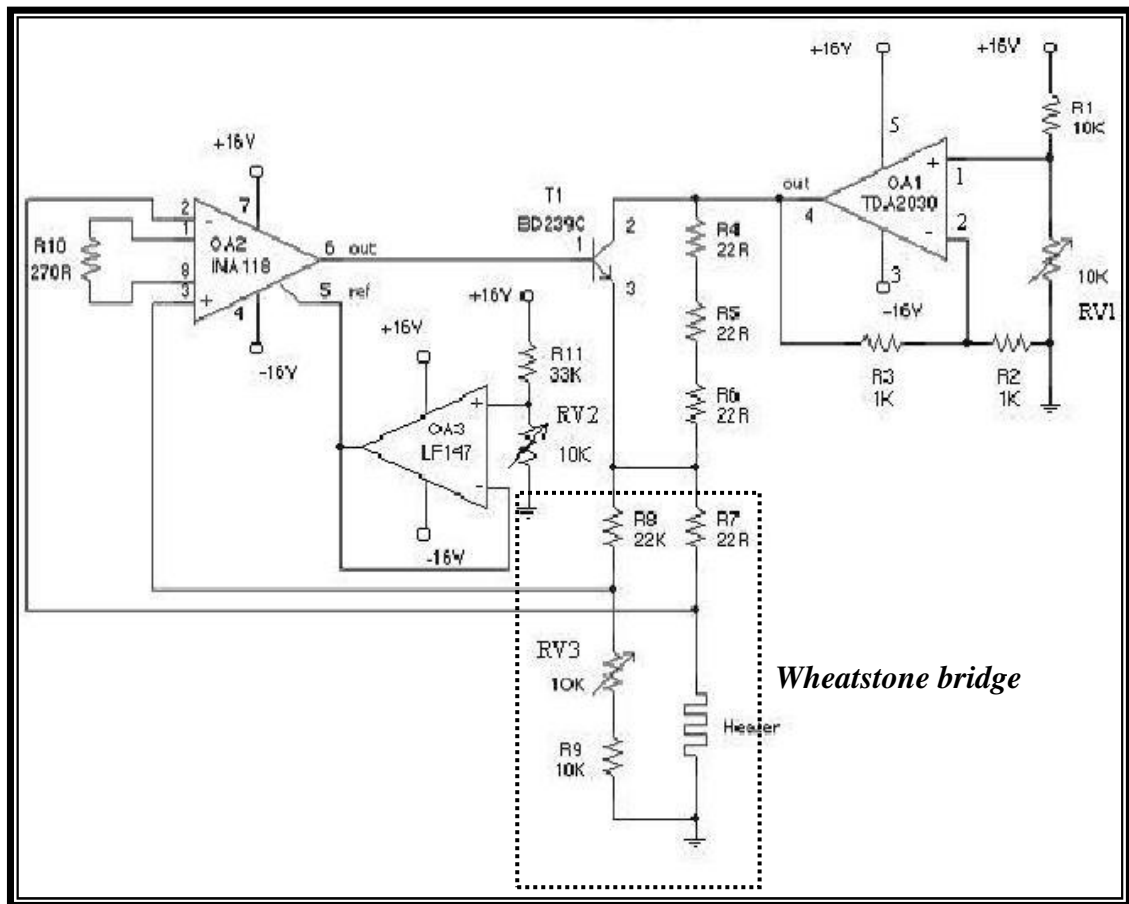 +16V
+16V
R1
10K
5
+
1
OA1
TDA2030
out
4
2
-
3
-16V
10K
RV1
R3
1K
R2
1K
+16V
7
2
-
1
R10
270R
OA2
INA118
8
3
+
4
-16V
6 out
5 ref
T1
BD239C
1
2
3
R4
22R
R5
22R
R6
22R
+16V
+16V
R11
33K
+
OA3
LF147
-
-16V
RV2
10K
R8
22K
R7
22R
RV3
10K
Wheatstone bridge
Heater
R9
10K